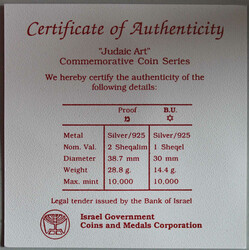 Certificate of Authenticity
"Judaic Art"
Commemorative Coin Series
We hereby certify the authenticity of the
following details:
Proof B.U.
מ ✡
Metal Silver/925 Silver/925
Nom. Val. 2 Sheqalim 1 Sheqel
Diameter 38.7 mm 30 mm
Weight 28.8 g. 14.4 g.
Max. mint 10,000 10,000
Legal tender issued by the Bank of Israel
Israel Government
Coins and Medals Corporation